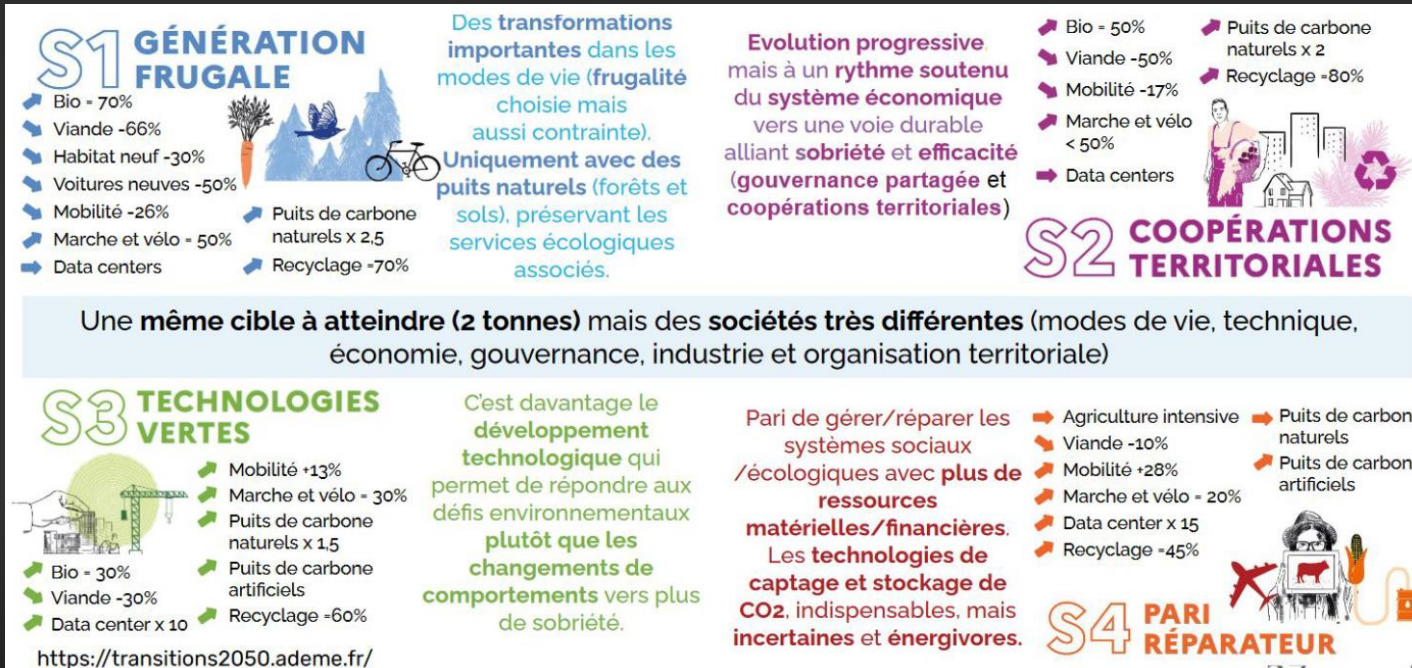 S1 GÉNÉRATION
FRUGALE
Bio = 70%
Viande -66%
Habitat neuf -30%
Voitures neuves -50%
Mobilité -26%
Marche et vélo = 50%
Data centers
Puits de carbone
naturels x 2,5
Recyclage =70%
Des transformations
importantes dans les
modes de vie (frugalité
choisie mais
aussi contrainte).
Uniquement avec des
puits naturels (forêts et
sols), préservant les
services écologiques
associés.
Evolution progressive,
mais à un rythme soutenu
du système économique
vers une voie durable
alliant sobriété et efficacité
(gouvernance partagée et
coopérations territoriales)
Bio = 50%
Viande -50%
Mobilité -17%
Marche et vélo
< 50%
Data centers
Puits de carbone
naturels x 2
Recyclage =80%
S2 COOPÉRATIONS
TERRITORIALES
Une même cible à atteindre (2 tonnes) mais des sociétés très différentes (modes de vie, technique,
économie, gouvernance, industrie et organisation territoriale)
S3 TECHNOLOGIES
VERTES
Mobilité +13%
Marche et vélo = 30%
Puits de carbone
naturels x 1,5
Puits de carbone
artificiels
Recyclage =60%
Bio = 30%
Viande -30%
Data center x 10
https://transitions2050.ademe.fr/
C'est davantage le
développement
technologique qui
permet de répondre aux
défis environnementaux
plutôt que les
changements de
comportements vers plus
de sobriété.
Pari de gérer/réparer les
systèmes sociaux
/écologiques avec plus de
ressources
matérielles/financières.
Les technologies de
captage et stockage de
CO2, indispensables, mais
incertaines et énergivores.
Agriculture intensive
Viande -10%
Mobilité +28%
Marche et vélo = 20%
Data center x 15
Recyclage =45%
Puits de carbon
naturels
Puits de carbon
artificiels
S4 PARI
RÉPARATEUR